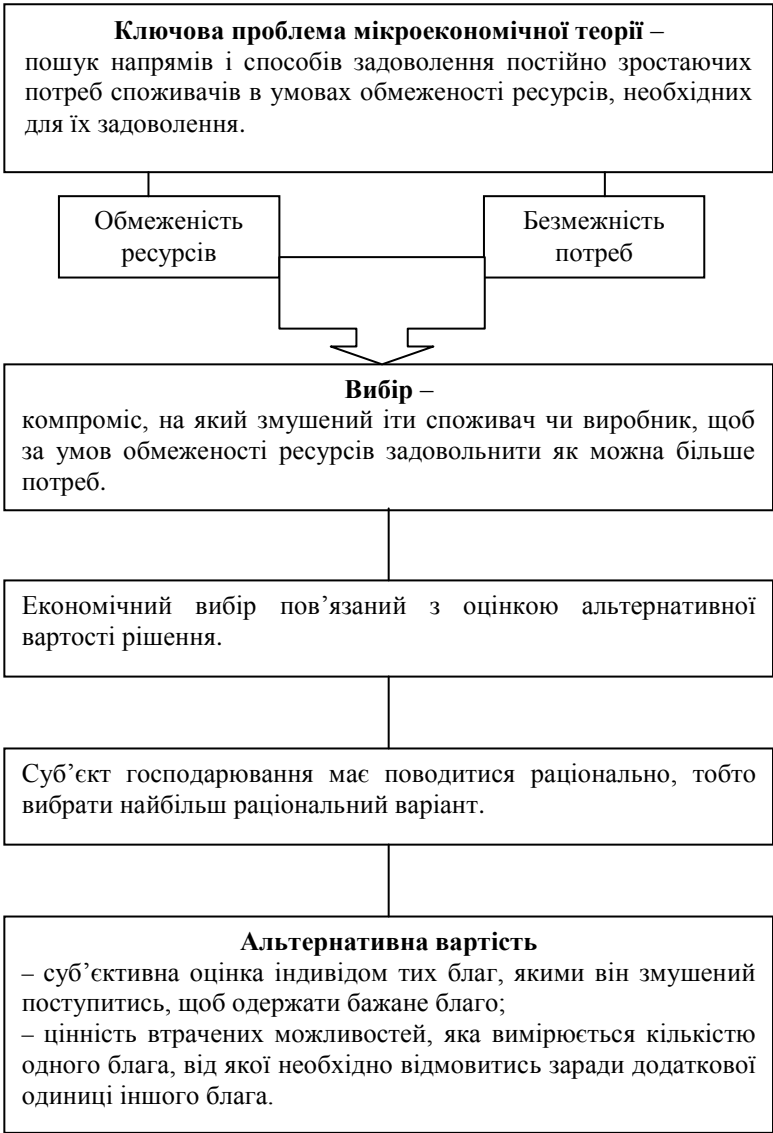 Ключова проблема мікроекономічної теорії –
пошук напрямів і способів задоволення постійно зростаючих
потреб споживачів в умовах обмеженості ресурсів, необхідних
для їх задоволення.
Обмеженість
ресурсів
Безмежність
потреб
Вибір –
компроміс, на який змушений іти споживач чи виробник, щоб
за умов обмеженості ресурсів задовольнити як можна більше
потреб.
Економічний вибір пов’язаний з оцінкою альтернативної
вартості рішення.
Суб’єкт господарювання має поводитися раціонально, тобто
вибрати найбільш раціональний варіант.
Альтернативна вартість
– суб’єктивна оцінка індивідом тих благ, якими він змушений
поступитись, щоб одержати бажане благо;
– цінність втрачених можливостей, яка вимірюється кількістю
одного блага, від якої необхідно відмовитись заради додаткової
одиниці іншого блага.